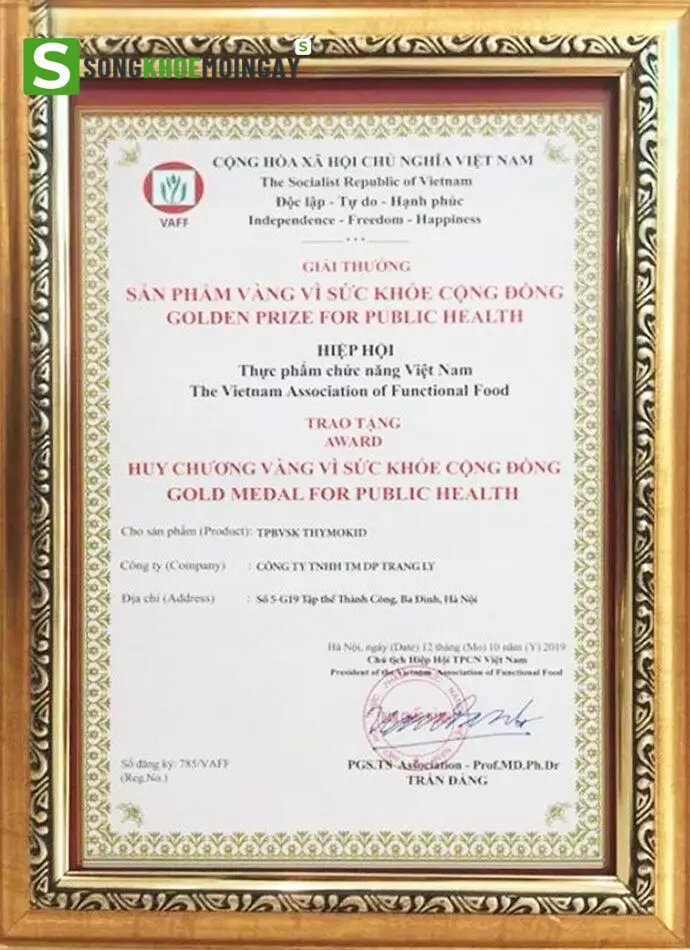 S SONGKHOEMOINGAY S
CỘNG HÒA XÃ HỘI CHỦ NGHĨA VIỆT NAM
The Socialist Republic of Vietnam
Độc lập - Tự do - Hạnh phúc
Independence - Freedom - Happiness
VAFF
GIẢI THƯỞNG
SẢN PHẨM VÀNG VÌ SỨC KHỎE CỘNG ĐỒNG
GOLDEN PRIZE FOR PUBLIC HEALTH
HIỆP HỘI
Thực phẩm chức năng Việt Nam
The Vietnam Association of Functional Food
TRAO TẶNG
AWARD
HUY CHƯƠNG VÀNG VÌ SỨC KHỎE CỘNG ĐỒNG
GOLD MEDAL FOR PUBLIC HEALTH
Cho sản phẩm (Product): TPBVSK THYMOKID
Công ty (Company) : CÔNG TY TNHH TM DP TRANG LY
Địa chỉ (Address) : Số 5-G19 Tập thể Thành Công, Ba Đình, Hà Nội
Hà Nội, ngày (Date) 12 tháng (Mo) 10 năm (Y) 2019
Chủ tịch Hiệp Hội TPCN Việt Nam
President of the Vietnam Association of Functional Food
Số đăng ký: 785/VAFF
(Reg.No.)
PGS.TS Association - Prof.MD.Ph.Dr
TRẦN ĐÁNG